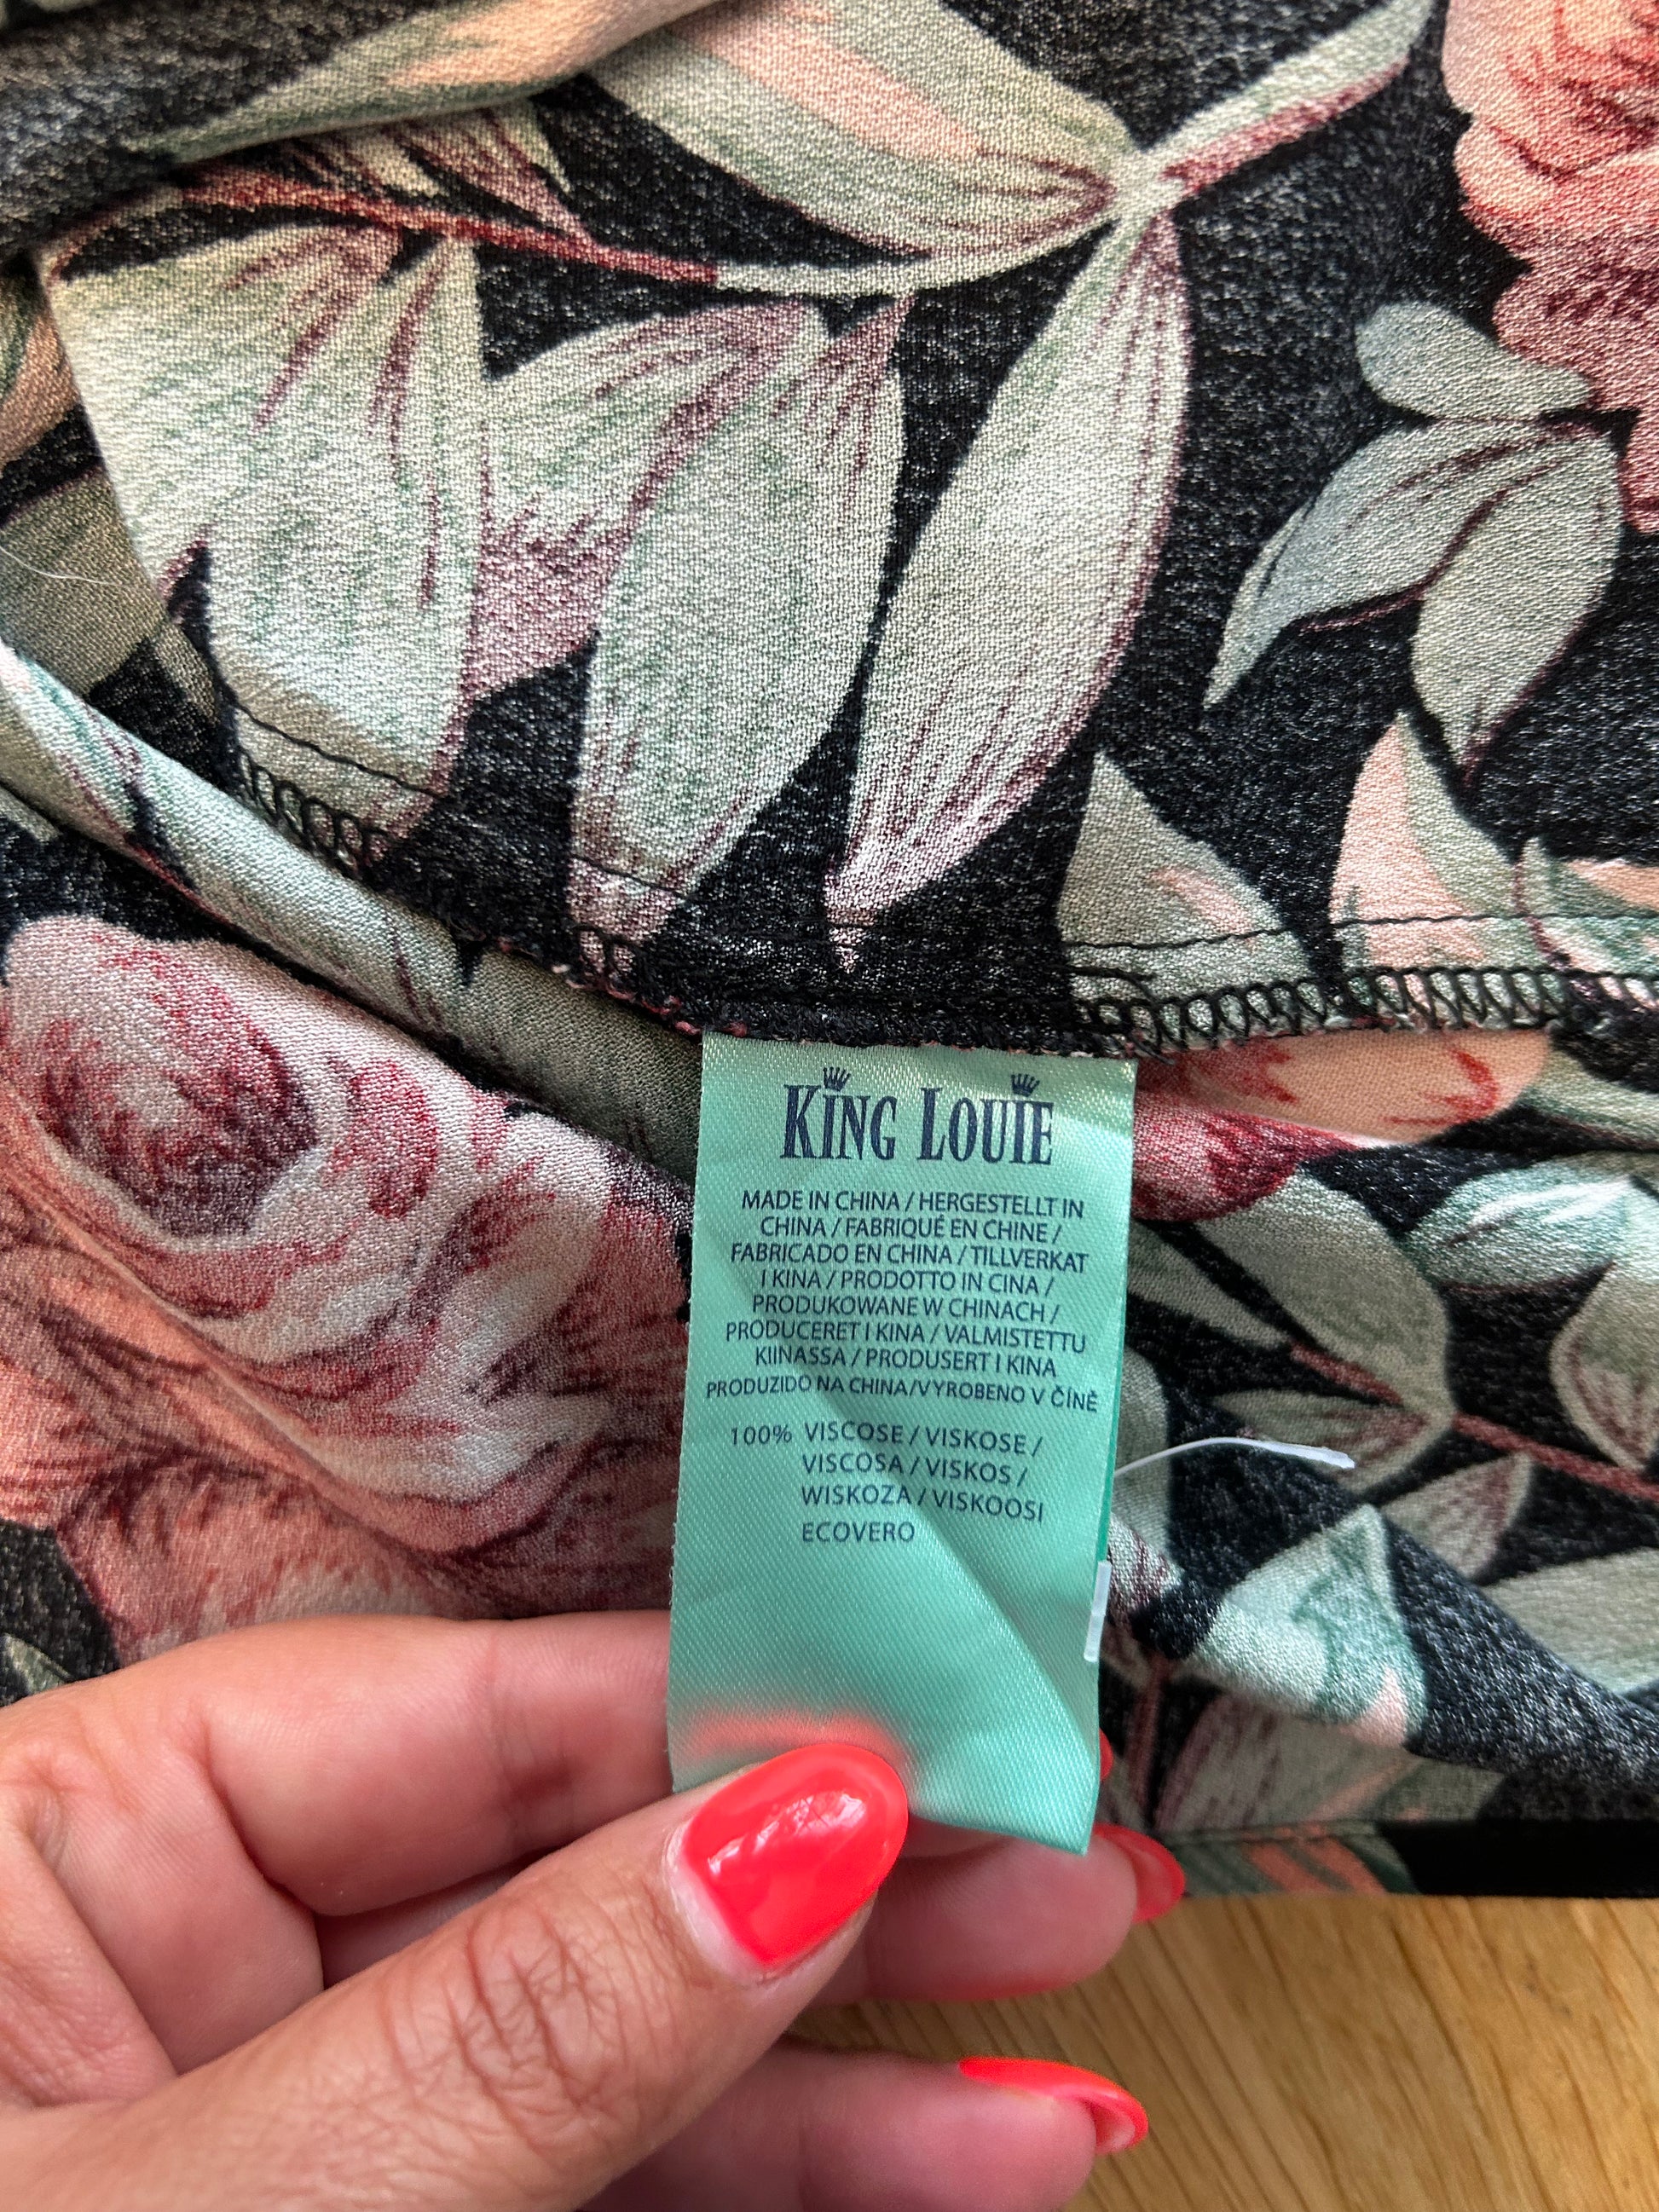 KING LOUIE
MADE IN CHINA / HERGESTELLT IN
CHINA / FABRIQUÉ EN CHINE /
FABRICADO EN CHINA / TILLVERKAT
I KINA / PRODOTTO IN CINA /
PRODUKOWANE W CHINACH /
PRODUCERET I KINA / VALMISTETTU
KIINASSA / PRODUSERT I KINA
PRODUZIDO NA CHINA/VYROBENO V ČÍNĚ
100% VISCOSE / VISKOSE /
VISCOSA / VISKOS /
WISKOZA / VISKOOSI
ECOVERO